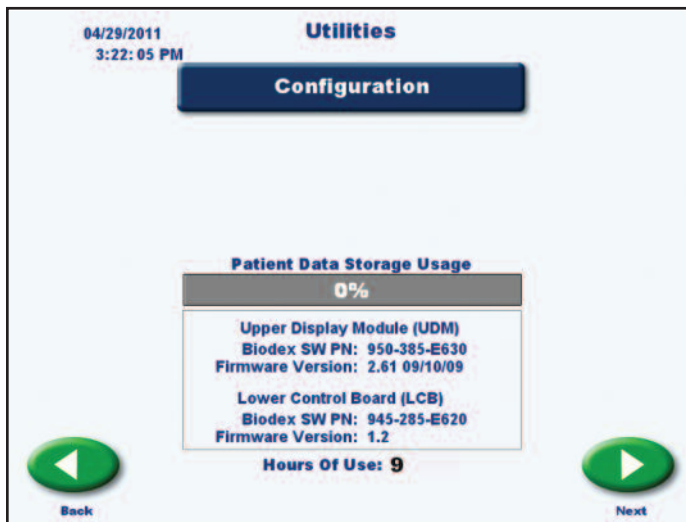 04/29/2011
3:22:05 PM
Utilities
Configuration
Patient Data Storage Usage
0%
Upper Display Module (UDM)
Biodex SW PN: 950-385-E630
Firmware Version: 2.61 09/10/09
Lower Control Board (LCB)
Biodex SW PN: 945-285-E620
Firmware Version: 1.2
Hours Of Use: 9
Back
Next